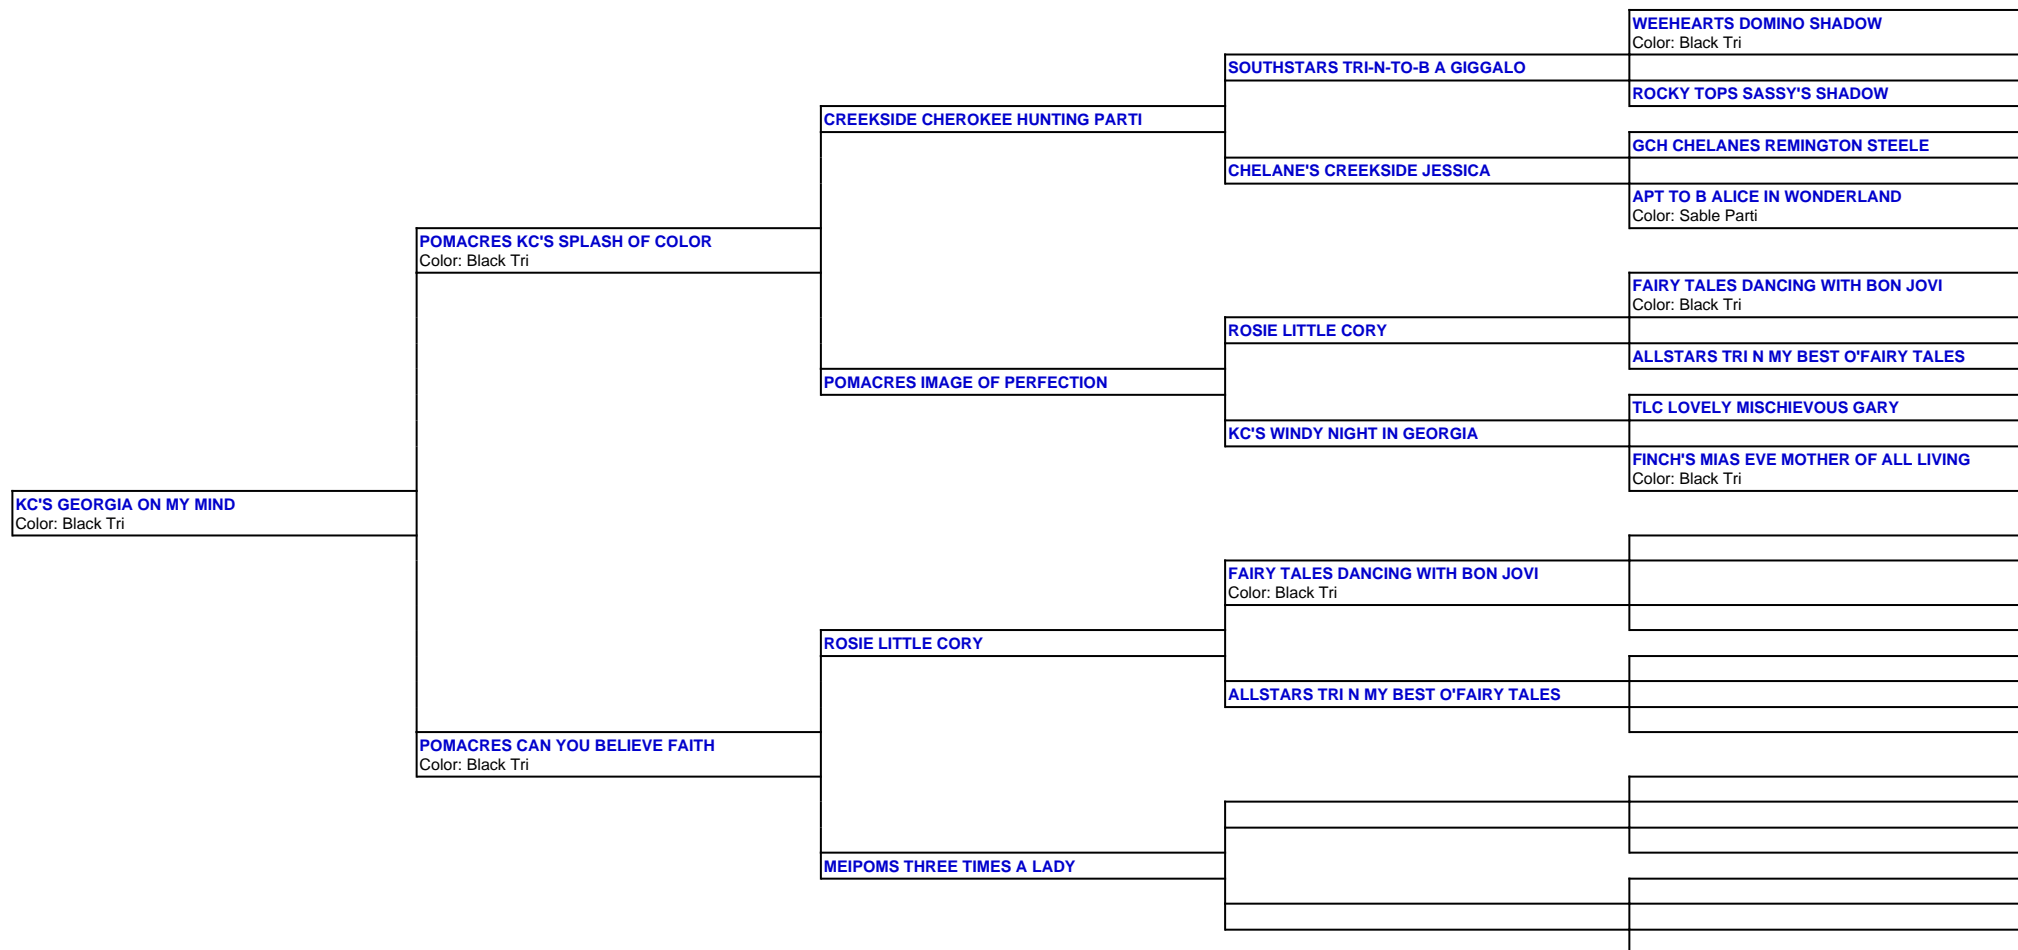 WEEHEARTS DOMINO SHADOW
Color: Black Tri
SOUTHSTARS TRI-N-TO-B A GIGGALO
ROCKY TOPS SASSY'S SHADOW
CREEKSIDE CHEROKEE HUNTING PARTI
GCH CHELANES REMINGTON STEELE
CHELANE'S CREEKSIDE JESSICA
APT TO B ALICE IN WONDERLAND
Color: Sable Parti
POMACRES KC'S SPLASH OF COLOR
Color: Black Tri
FAIRY TALES DANCING WITH BON JOVI
Color: Black Tri
ROSIE LITTLE CORY
ALLSTARS TRI N MY BEST O'FAIRY TALES
POMACRES IMAGE OF PERFECTION
TLC LOVELY MISCHIEVOUS GARY
KC'S WINDY NIGHT IN GEORGIA
FINCH'S MIAS EVE MOTHER OF ALL LIVING
Color: Black Tri
KC'S GEORGIA ON MY MIND
Color: Black Tri
FAIRY TALES DANCING WITH BON JOVI
Color: Black Tri
ROSIE LITTLE CORY
ALLSTARS TRI N MY BEST O'FAIRY TALES
POMACRES CAN YOU BELIEVE FAITH
Color: Black Tri
MEIPOMS THREE TIMES A LADY